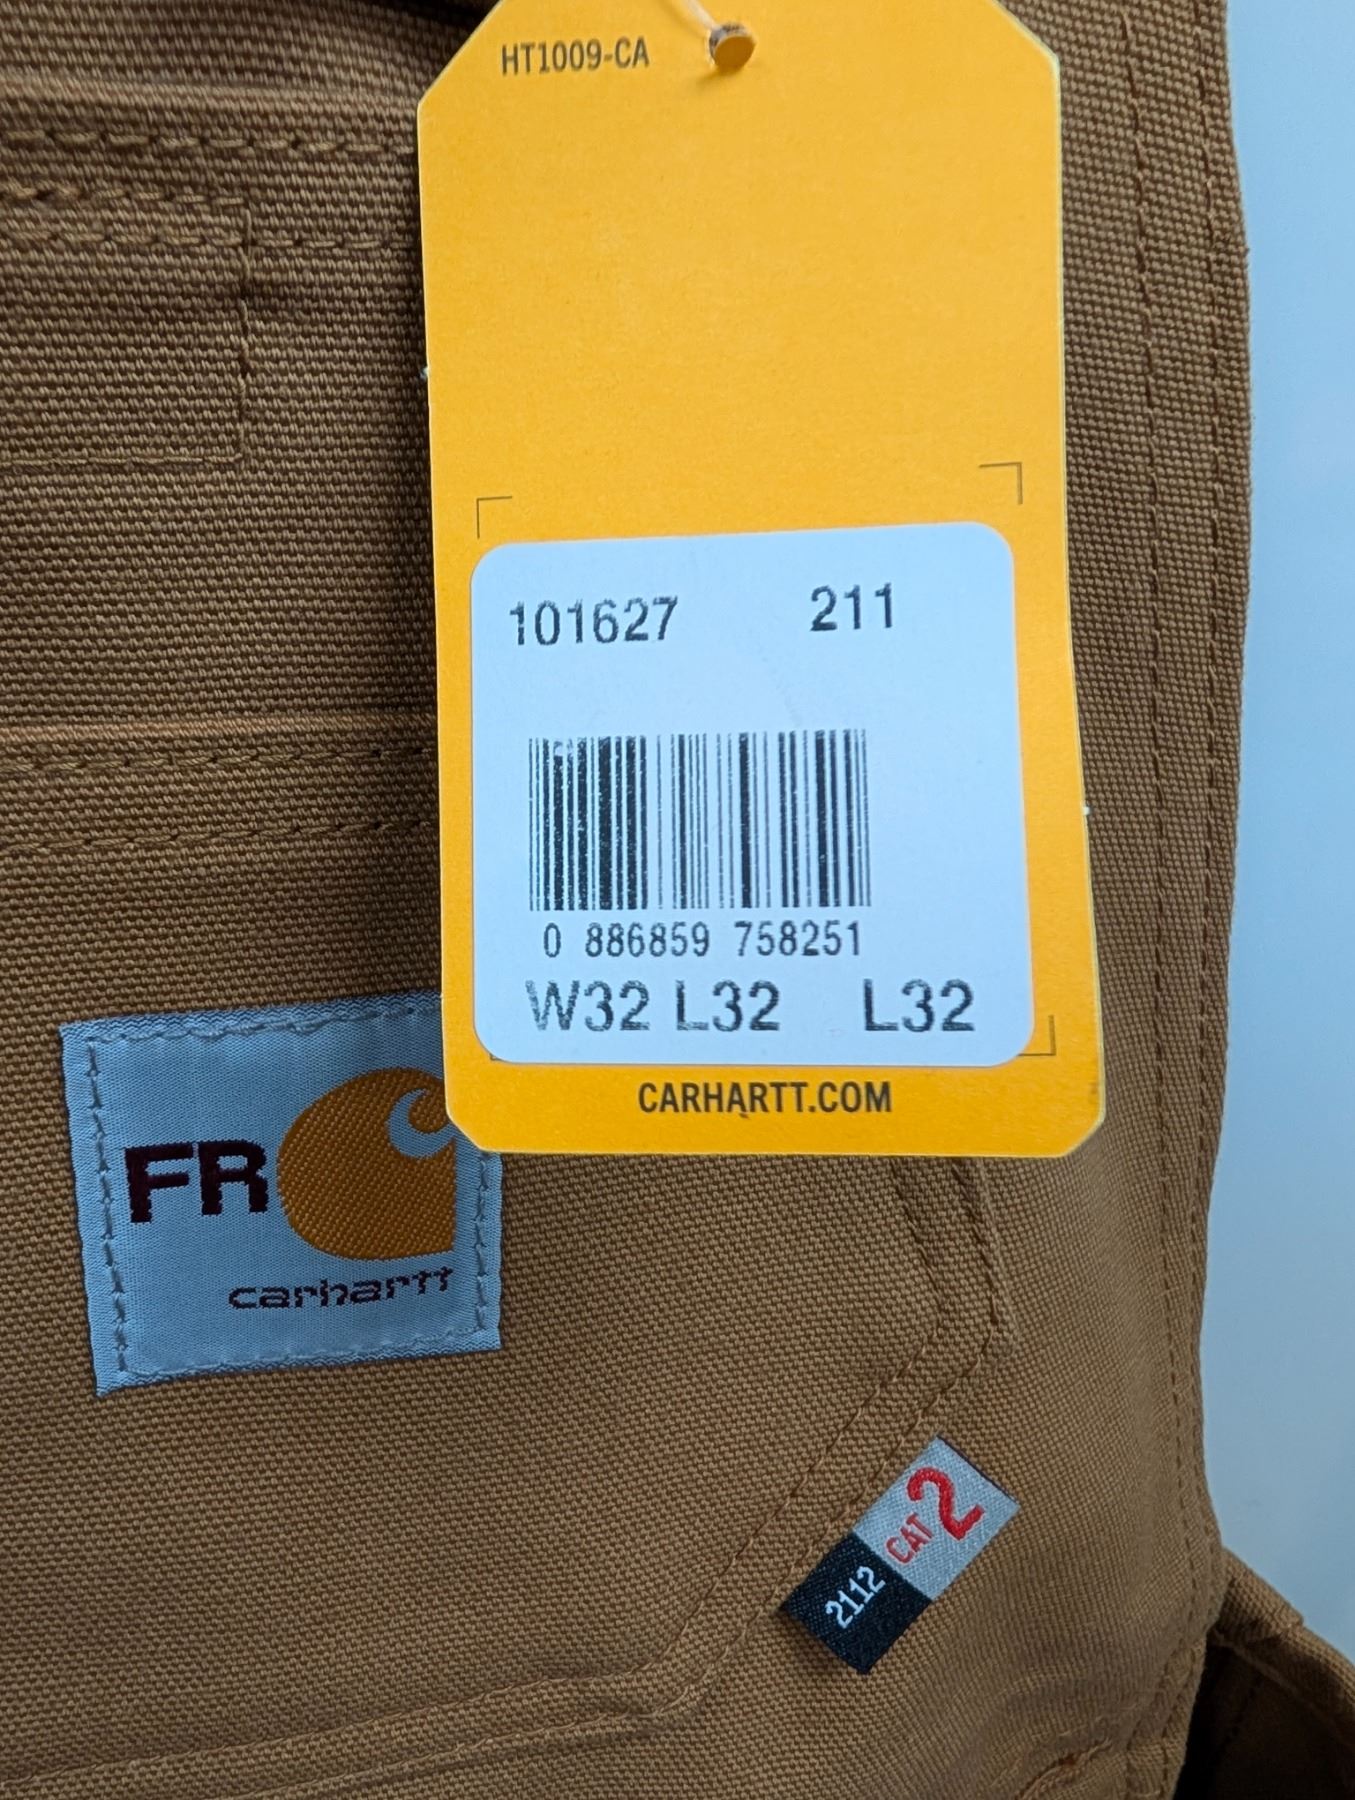 HT1009-CA
101627 211
0 886859 758251
W32 L32 L32
CARHARTT.COM
FR
carhartt
CAT 2
2112